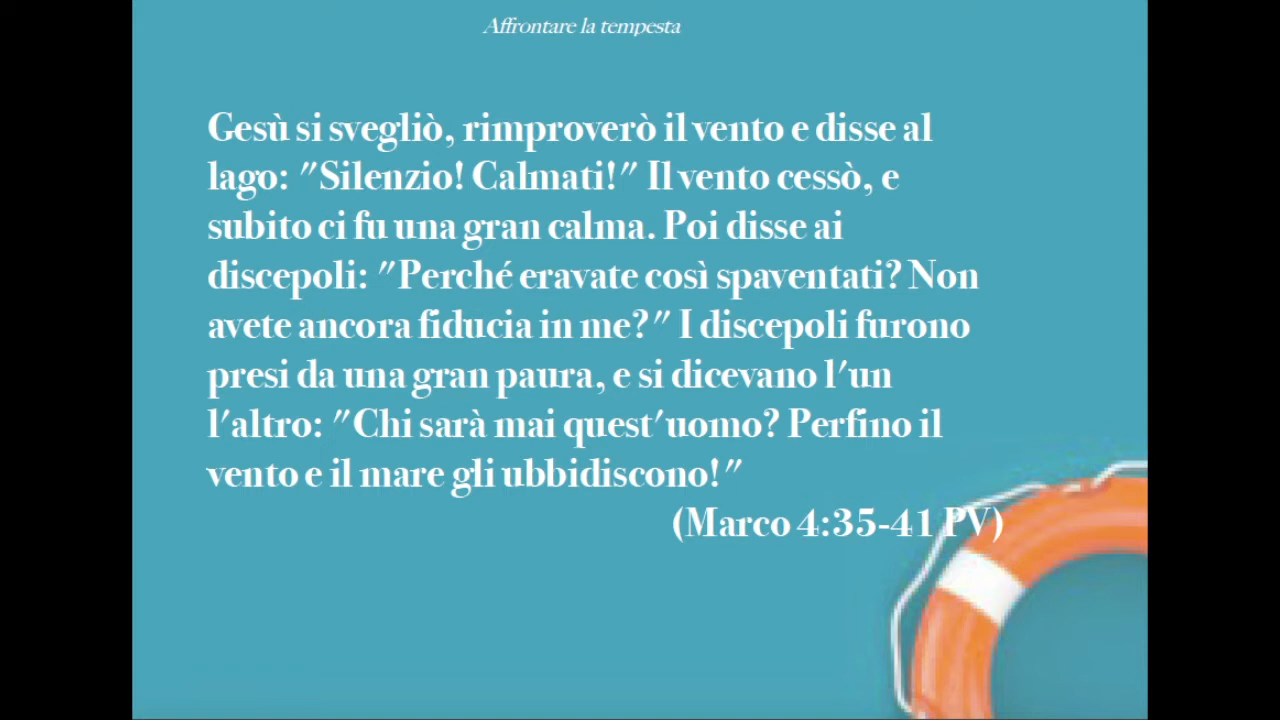 Affrontare la tempesta
Gesù si svegliò, rimproverò il vento e disse al
lago: "Silenzio! Calmati!" Il vento cessò, e
subito ci fu una gran calma. Poi disse ai
discepoli: "Perché eravate così spaventati? Non
avete ancora fiducia in me?" I discepoli furono
presi da una gran paura, e si dicevano l'un
l'altro: "Chi sarà mai quest'uomo? Perfino il
vento e il mare gli ubbidiscono!"
(Marco 4:35-41 PV)